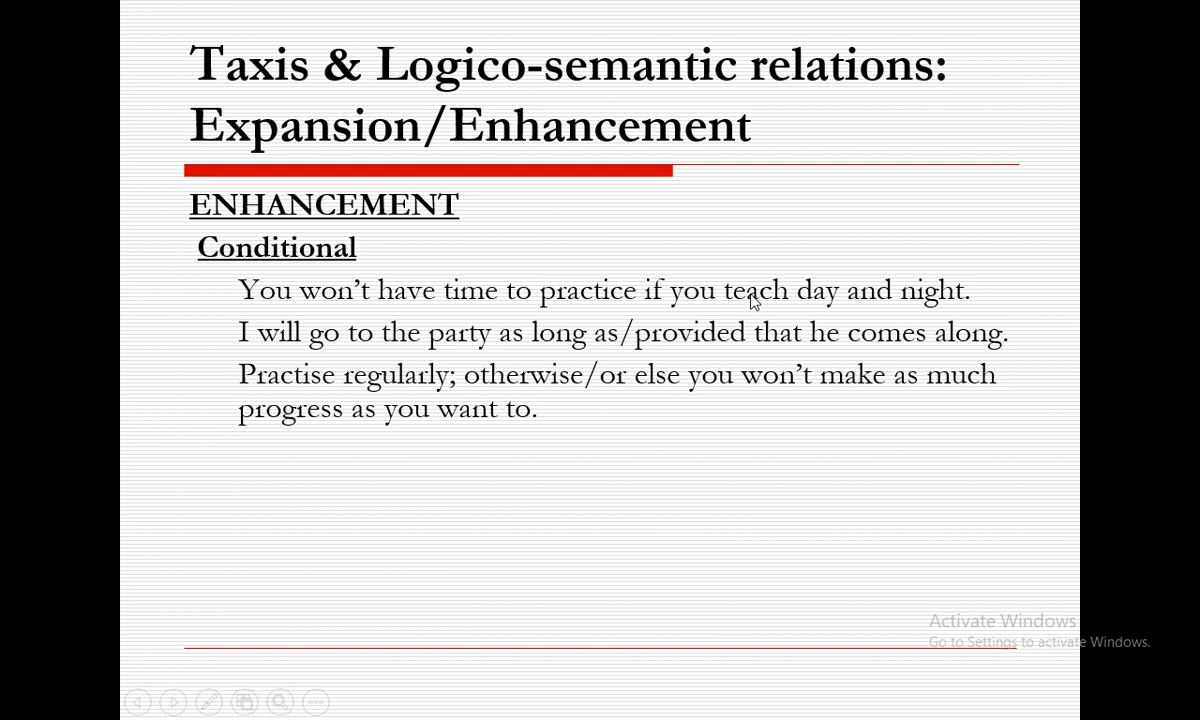 Taxis & Logico-semantic relations:
Expansion/Enhancement
ENHANCEMENT
Conditional
You won’t have time to practice if you teach day and night.
I will go to the party as long as/provided that he comes along.
Practise regularly; otherwise/or else you won’t make as much
progress as you want to.
Activate Windows
Go to Settings to activate Windows.